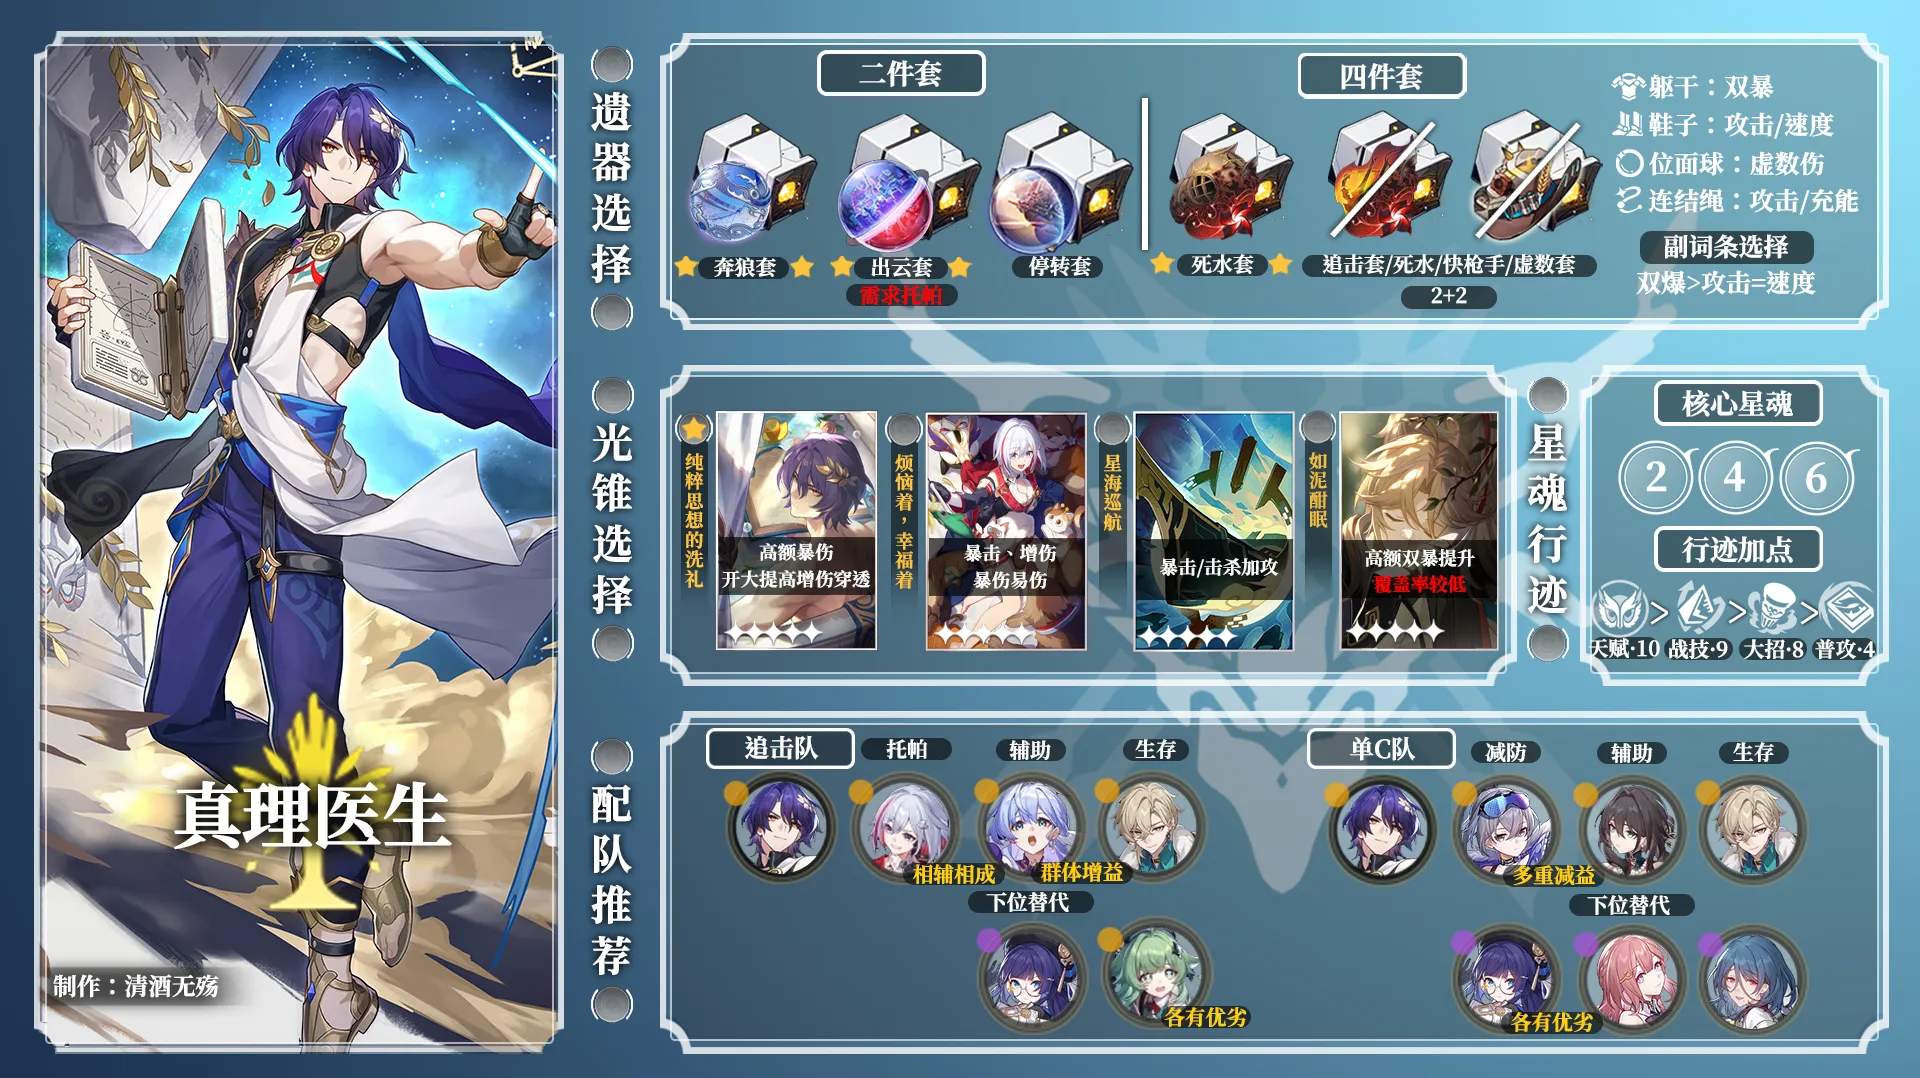 真理医生
制作：清酒无殇
遗器选择
二件套
奔狼套
出云套
需求托帕
停转套
四件套
死水套
追击套/死水/快枪手/虚数套
2+2
躯干：双暴
鞋子：攻击/速度
位面球：虚数伤
连结绳：攻击/充能
副词条选择
双爆>攻击=速度
光锥选择
纯粹思想的洗礼
高额暴伤
开大提高增伤穿透
烦恼着，幸福着
暴击、增伤
暴伤易伤
星海巡航
暴击/击杀加攻
如泥酣眠
高额双暴提升
覆盖率较低
星魂行迹
核心星魂
2 4 6
行迹加点
> > >
天赋·10 战技·9 大招·8 普攻·4
配队推荐
追击队 托帕 辅助 生存
相辅相成 群体增益
下位替代
各有优劣
单C队 减防 辅助 生存
多重减益
下位替代
各有优劣